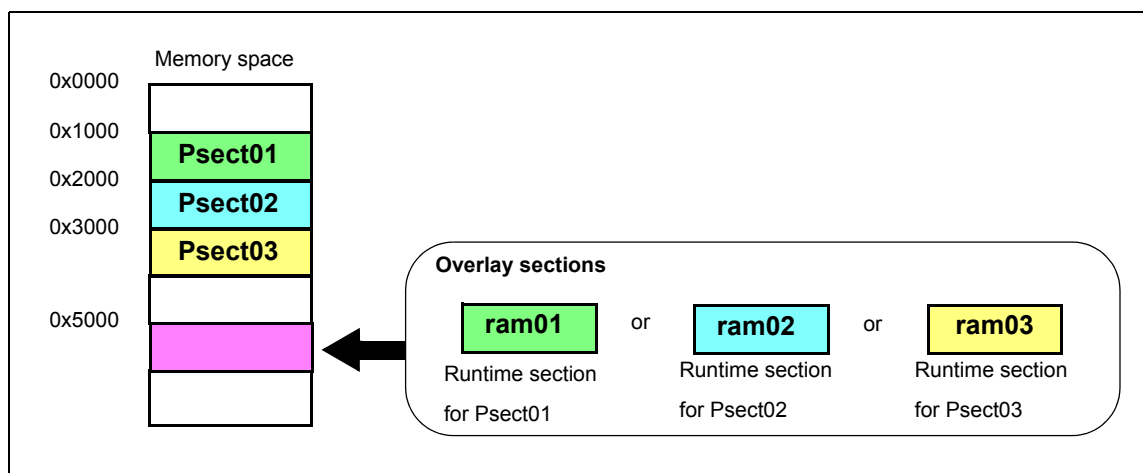 Memory space
0x0000
0x1000
Psect01
0x2000
Psect02
0x3000
Psect03
0x5000
Overlay sections
ram01 or ram02 or ram03
Runtime section Runtime section Runtime section
for Psect01 for Psect02 for Psect03